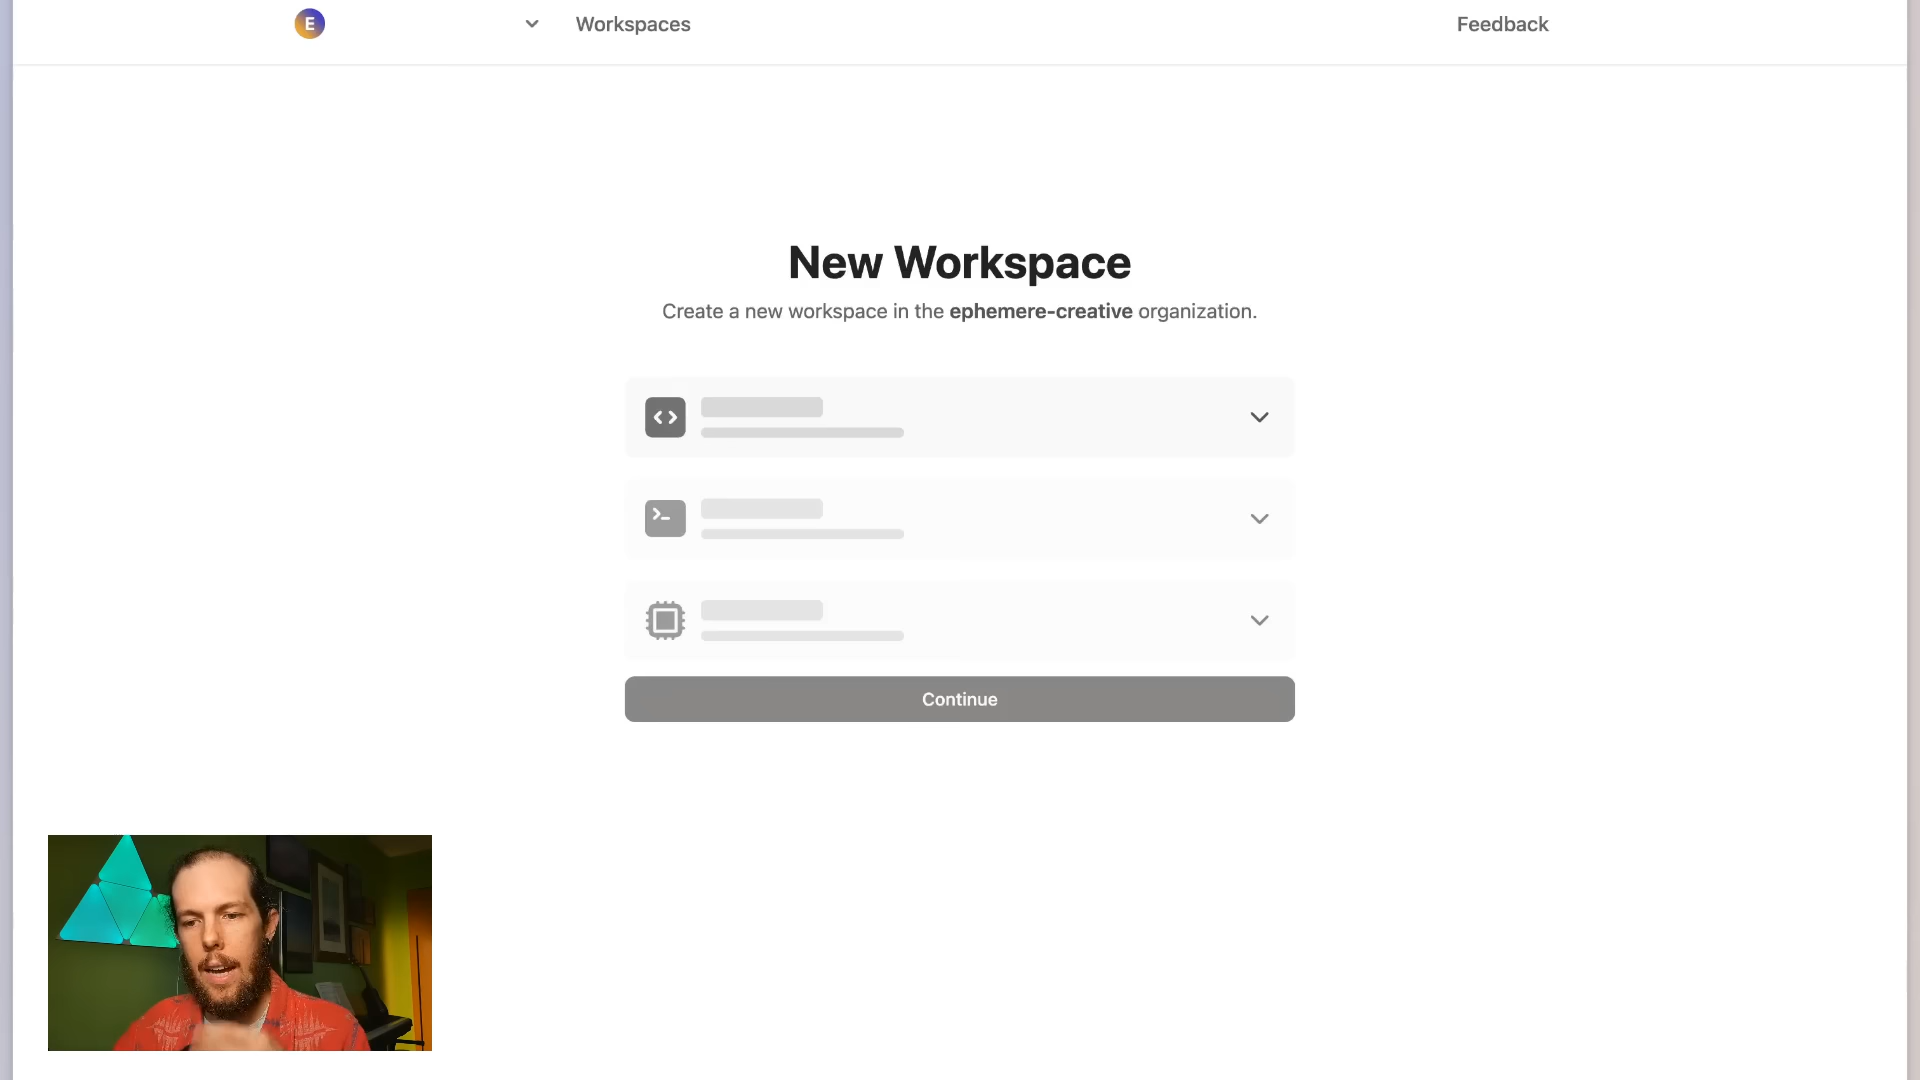 E
Workspaces
Feedback
New Workspace
Create a new workspace in the ephemere-creative organization.
Continue